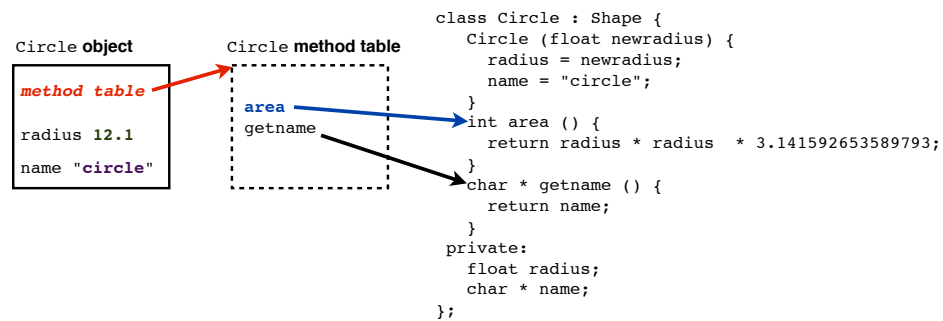 Circle object
method table
radius 12.1
name "circle"
Circle method table
area
getname
class Circle : Shape {
Circle (float newradius) {
radius = newradius;
name = "circle";
}
int area () {
return radius * radius  * 3.141592653589793;
}
char * getname () {
return name;
}
private:
float radius;
char * name;
};